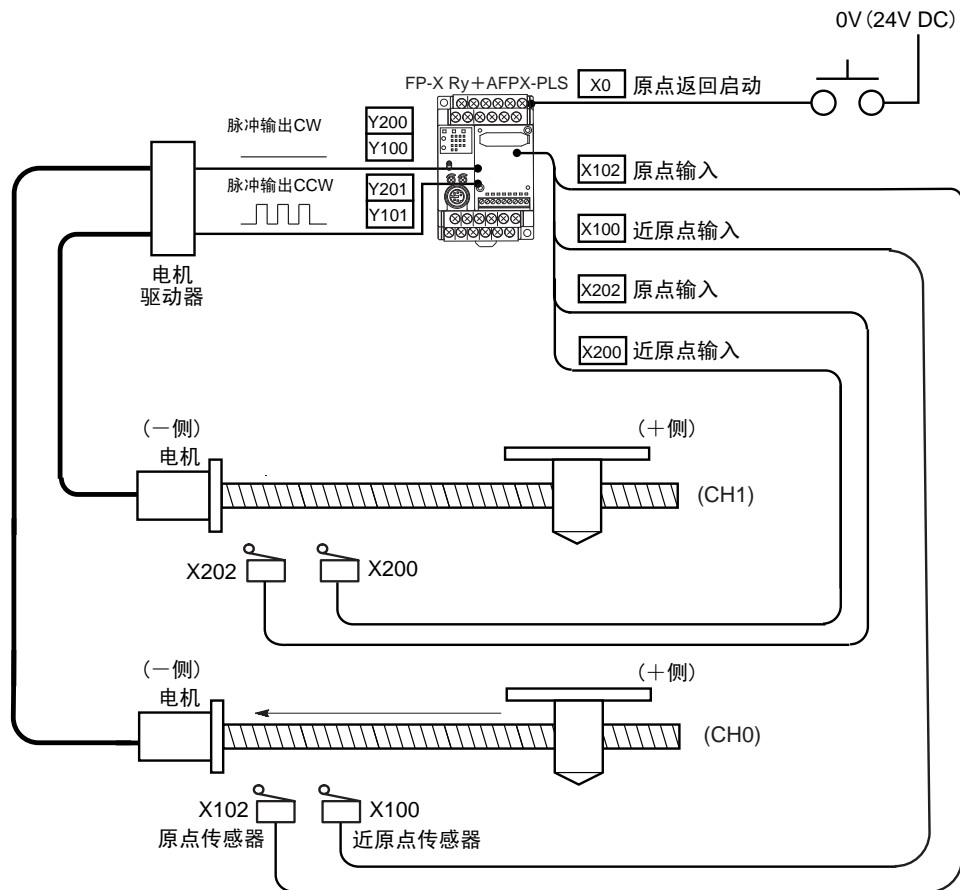 0V (24V DC)
FP-X Ry+AFPX-PLS
X0 原点返回启动
脉冲输出CW
Y200
Y100
脉冲输出CCW
Y201
Y101
X102 原点输入
X100 近原点输入
X202 原点输入
X200 近原点输入
电机
驱动器
(-侧)
电机
(+侧)
(CH1)
X202
X200
(-侧)
电机
(+侧)
(CH0)
X102
原点传感器
X100
近原点传感器